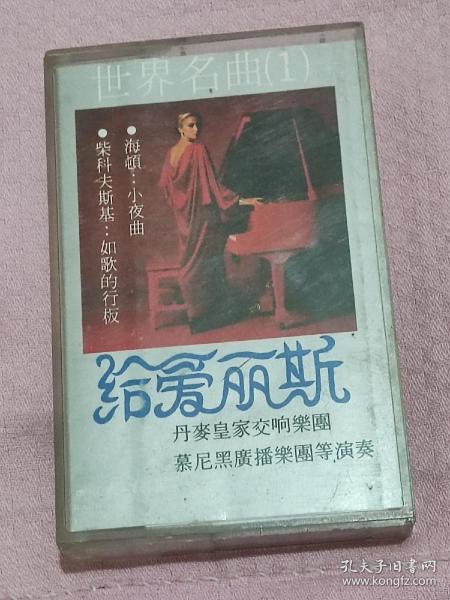 世界名曲(1)
●海頓：小夜曲
●柴科夫斯基：如歌的行板
给爱丽斯
丹麥皇家交响樂團
慕尼黑廣播樂團等演奏
孔夫子旧书网
www.kongfz.com